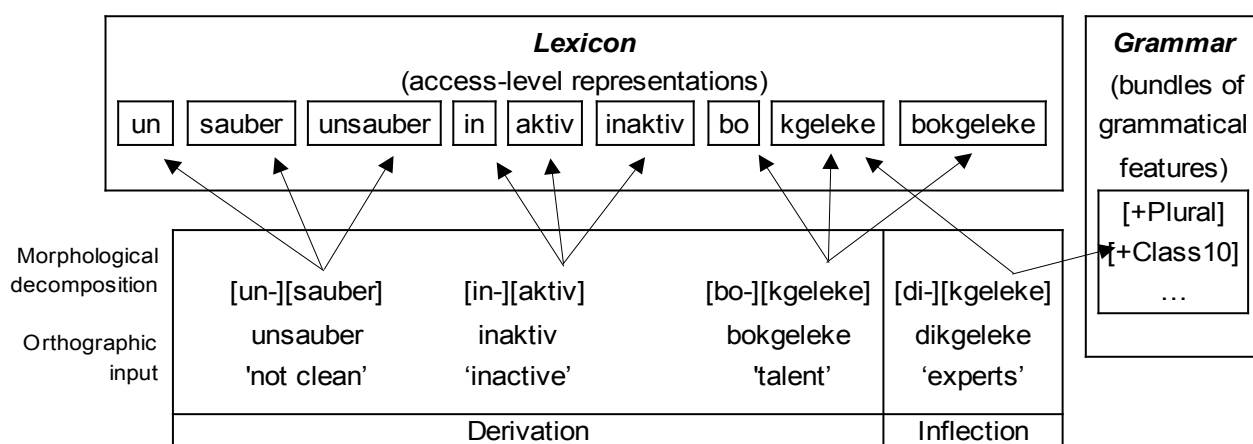 Lexicon
(access-level representations)
un sauber unsauber in aktiv inaktiv bo kgeleke bokgeleke
Grammar
(bundles of
grammatical
features)
[+Plural]
[+Class10]
…
Morphological
decomposition
[un-][sauber] [in-][aktiv] [bo-][kgeleke] [di-][kgeleke]
Orthographic
input
unsauber inaktiv bokgeleke dikgeleke
'not clean’ ‘inactive’ 'talent’ ‘experts’
Derivation Inflection